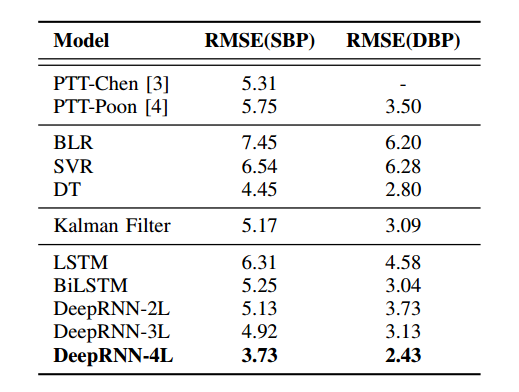 Model RMSE(SBP) RMSE(DBP)
PTT-Chen [3] 5.31 -
PTT-Poon [4] 5.75 3.50
BLR 7.45 6.20
SVR 6.54 6.28
DT 4.45 2.80
Kalman Filter 5.17 3.09
LSTM 6.31 4.58
BiLSTM 5.25 3.04
DeepRNN-2L 5.13 3.73
DeepRNN-3L 4.92 3.13
DeepRNN-4L 3.73 2.43